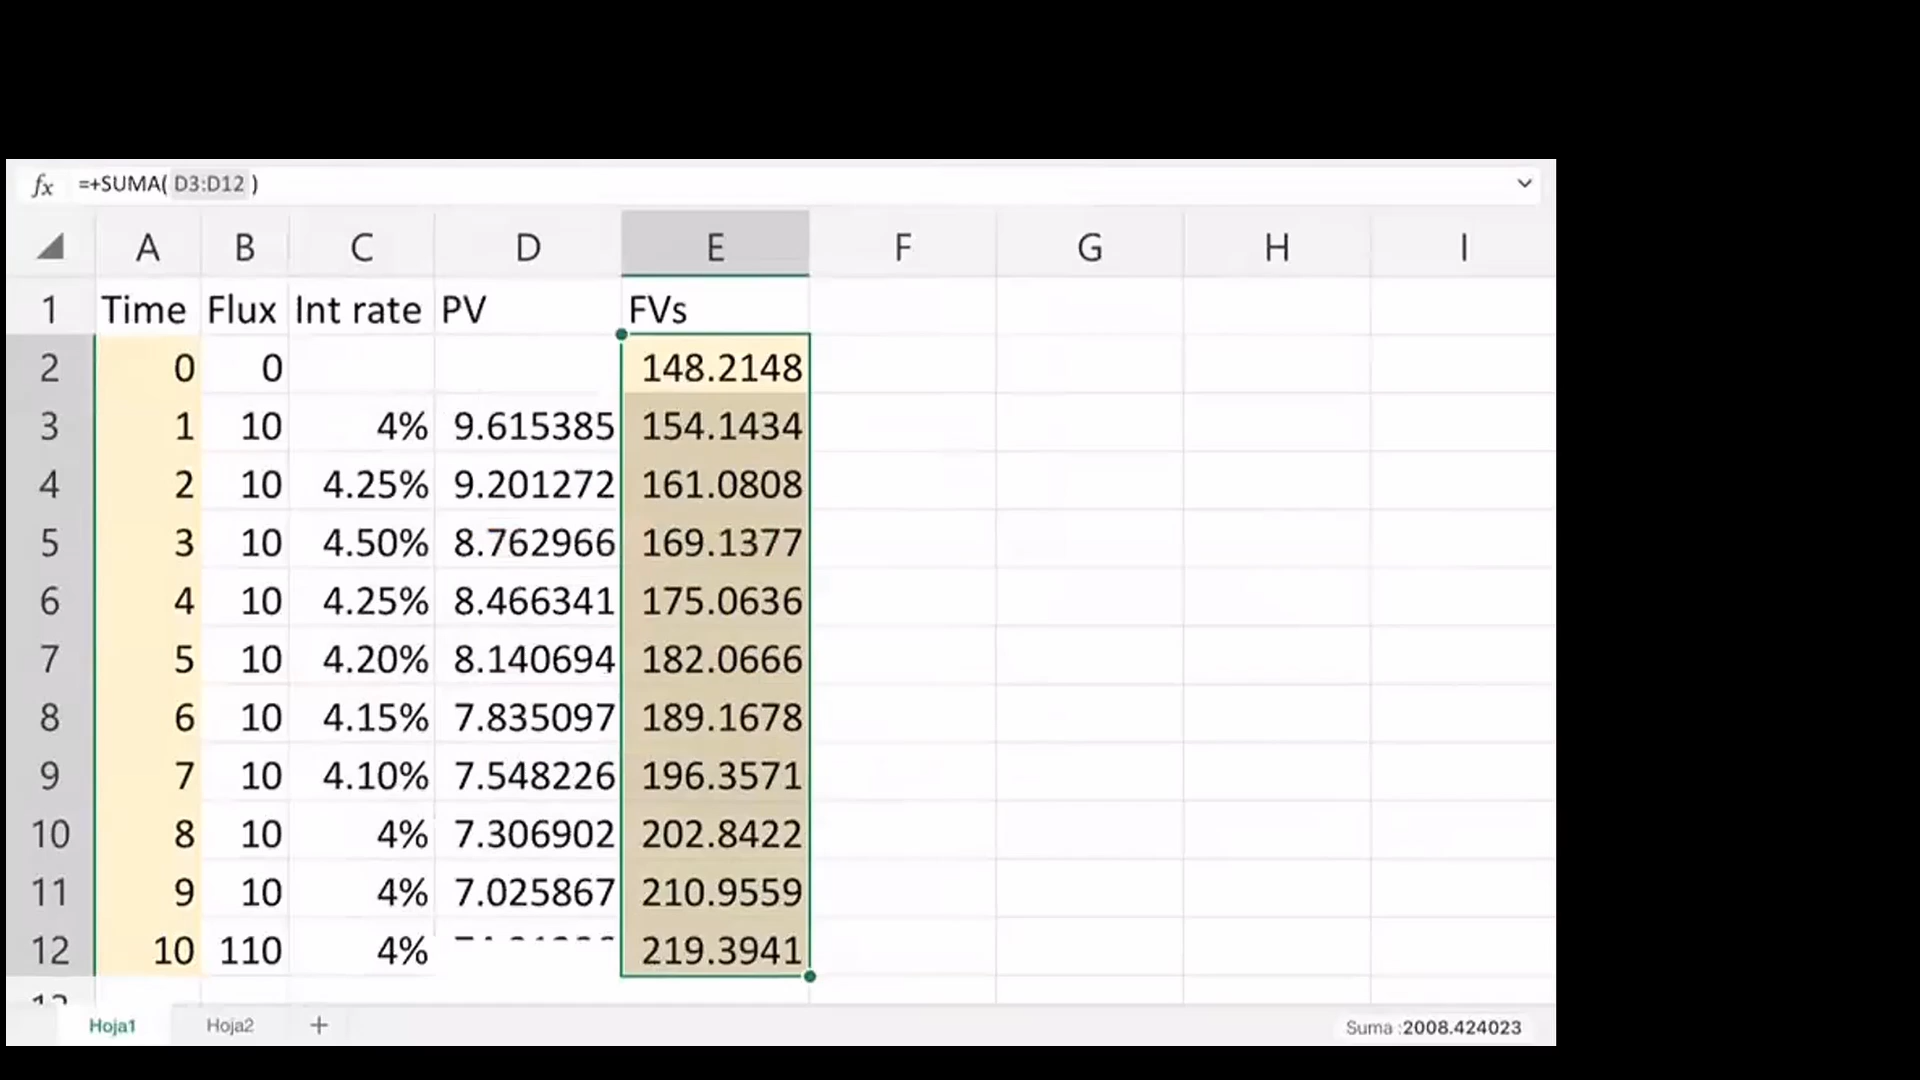 fx =+SUMA( D3:D12 )
A B C D E F G H I
1 Time Flux Int rate PV FVs
2 0 0 148.2148
3 1 10 4% 9.615385 154.1434
4 2 10 4.25% 9.201272 161.0808
5 3 10 4.50% 8.762966 169.1377
6 4 10 4.25% 8.466341 175.0636
7 5 10 4.20% 8.140694 182.0666
8 6 10 4.15% 7.835097 189.1678
9 7 10 4.10% 7.548226 196.3571
10 8 10 4% 7.306902 202.8422
11 9 10 4% 7.025867 210.9559
12 10 110 4% 219.3941
Hoja1 Hoja2 + Suma :2008.424023